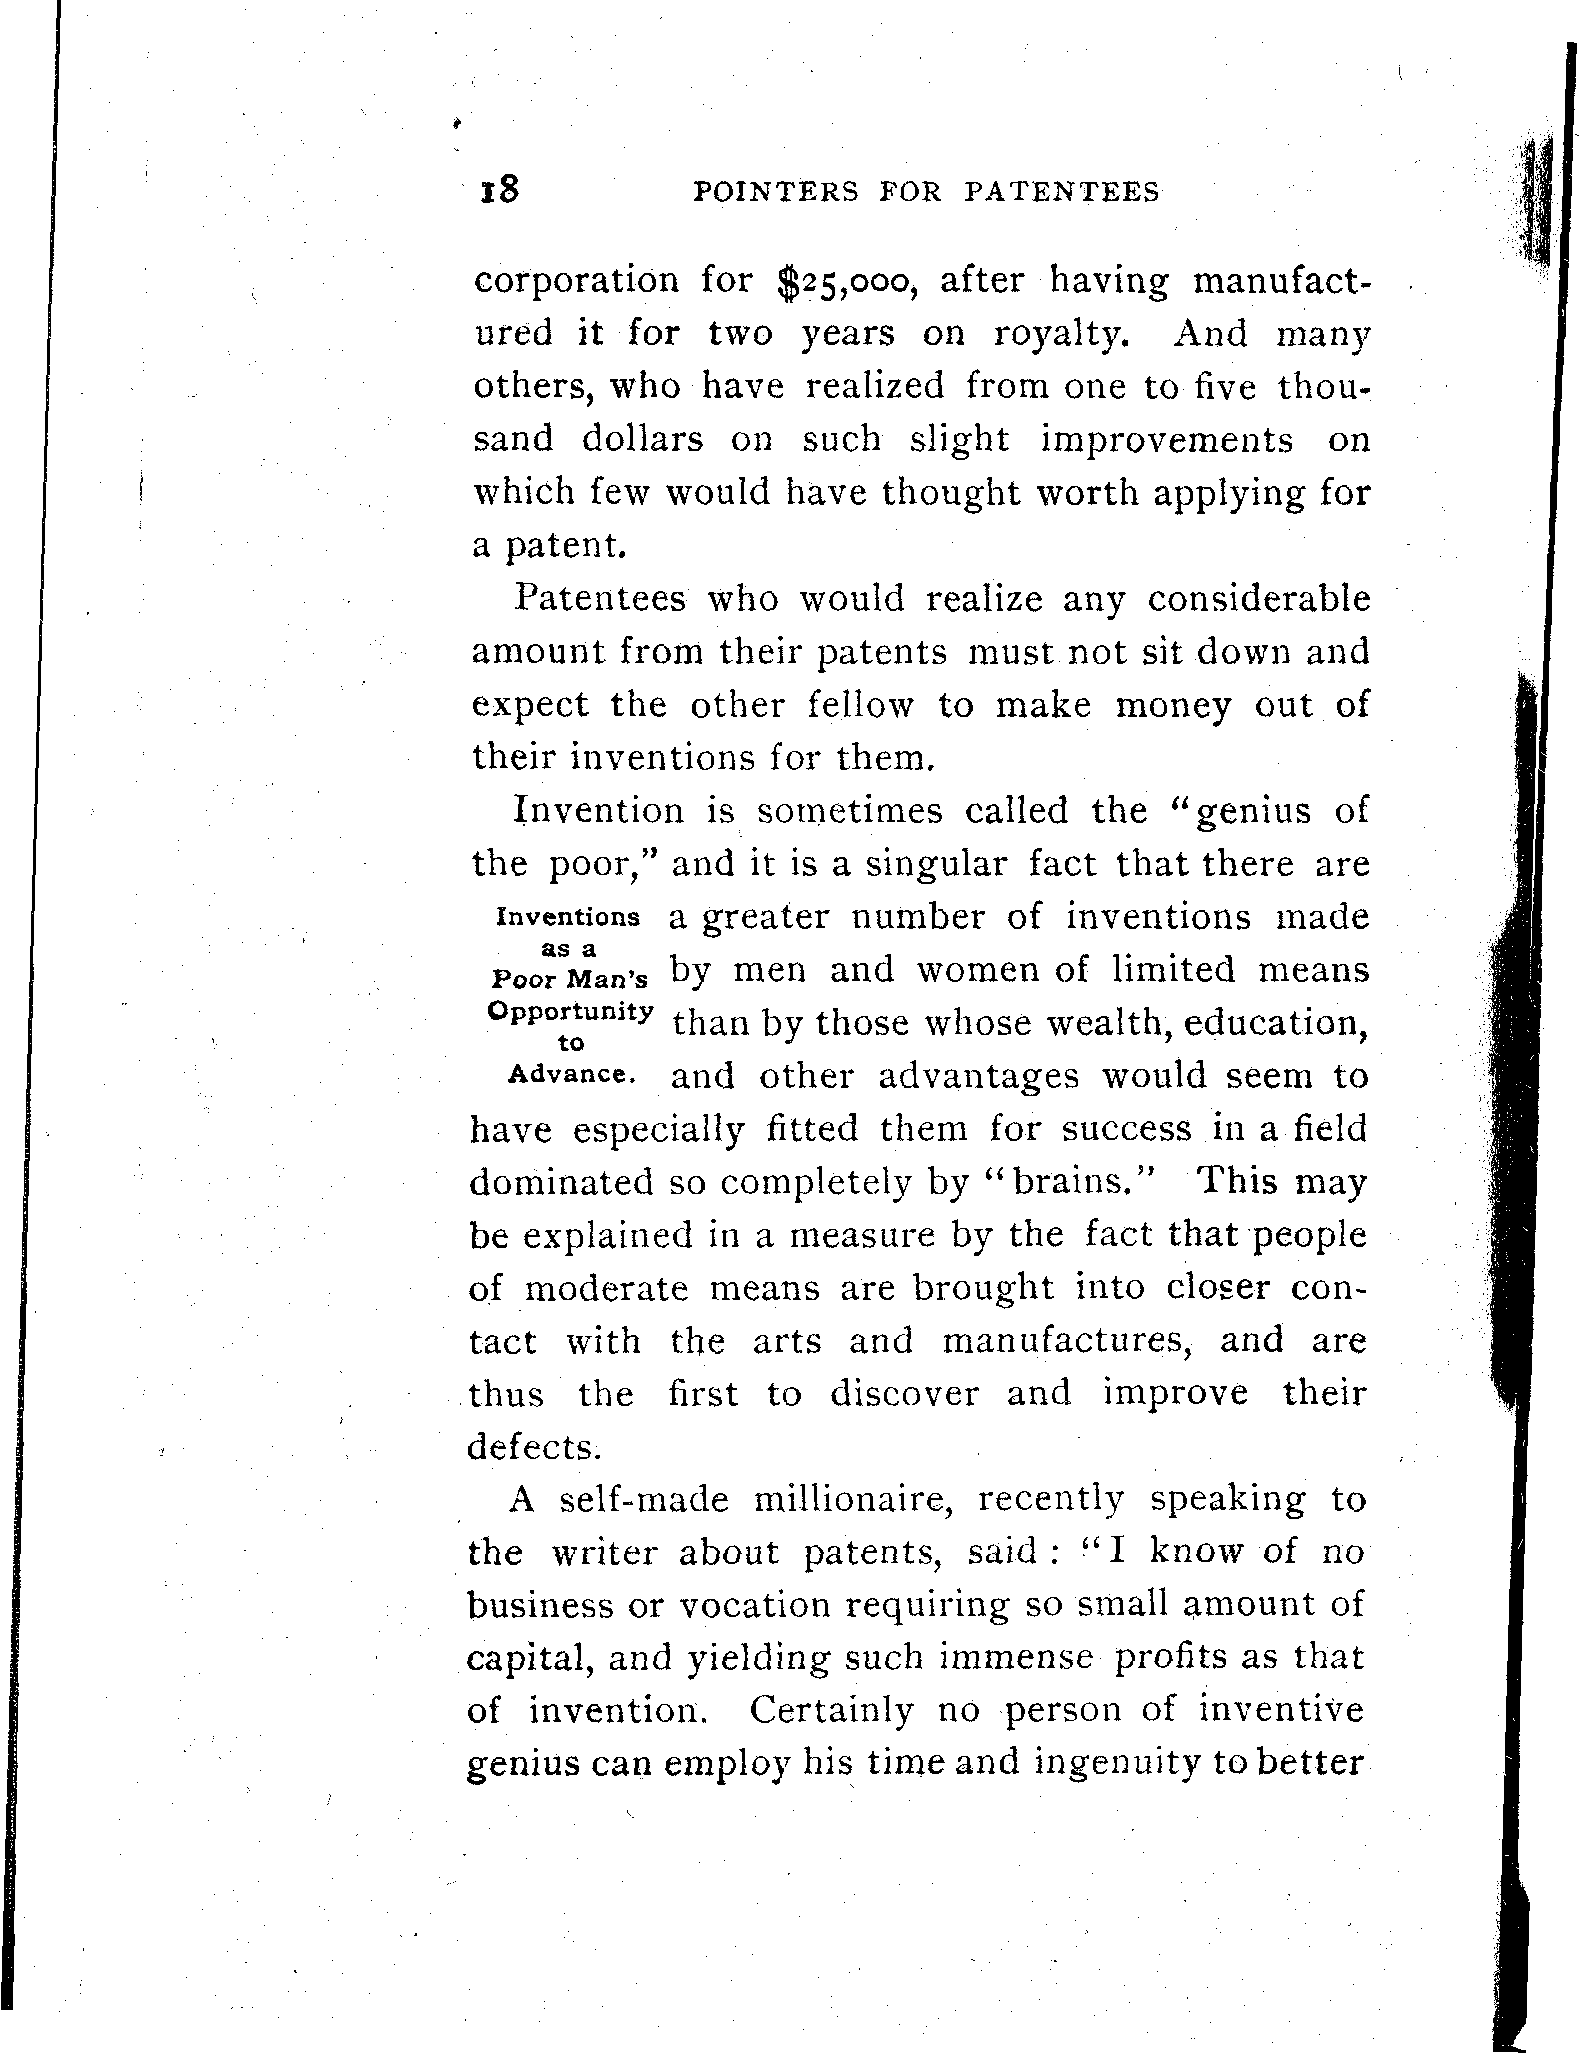 18 POINTERS FOR PATENTEES
corporation for $25,000, after having manufact-
ured it for two years on royalty. And many
others, who have realized from one to five thou-
sand dollars on such slight improvements on
which few would have thought worth applying for
a patent.
Patentees who would realize any considerable
amount from their patents must not sit down and
expect the other fellow to make money out of
their inventions for them.
Invention is sometimes called the "genius of
the poor," and it is a singular fact that there are
Inventions
as a
Poor Man's
Opportunity
to
Advance.
a greater number of inventions made
by men and women of limited means
than by those whose wealth, education,
and other advantages would seem to
have especially fitted them for success in a field
dominated so completely by "brains." This may
be explained in a measure by the fact that people
of moderate means are brought into closer con-
tact with the arts and manufactures, and are
thus the first to discover and improve their
defects.
A self-made millionaire, recently speaking to
the writer about patents, said : "I know of no
business or vocation requiring so small amount of
capital, and yielding such immense profits as that
of invention. Certainly no person of inventive
genius can employ his time and ingenuity to better